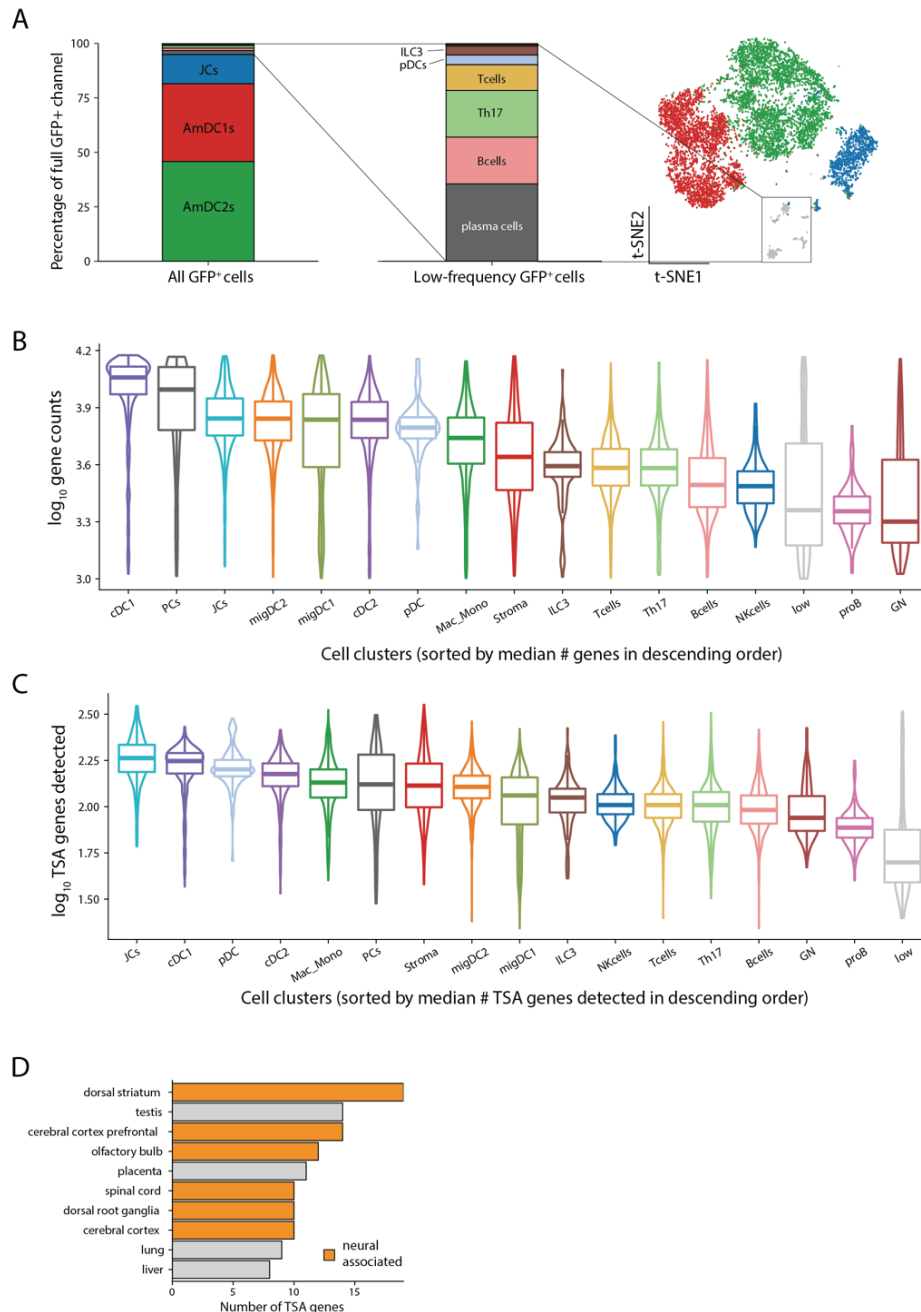 A
Percentage of full GFP+ channel
100
75
50
25
0
JCs
AmDC1s
AmDC2s
All GFP+ cells
ILC3
pDCs
Tcells
Th17
Bcells
plasma cells
Low-frequency GFP+ cells
t-SNE2
t-SNE1
B
log10 gene counts
4.2
3.9
3.6
3.3
3.0
cDC1 PCs JCs migDC2 migDC1 cDC2 pDC Mac_Mono Stroma ILC3 Tcells Th17 Bcells NKcells low proB GN
Cell clusters (sorted by median # genes in descending order)
C
log10 TSA genes detected
2.50
2.25
2.00
1.75
1.50
JCs cDC1 pDC cDC2 Mac_Mono PCs Stroma migDC2 migDC1 ILC3 NKcells Tcells Th17 Bcells GN proB low
Cell clusters (sorted by median # TSA genes detected in descending order)
D
dorsal striatum
testis
cerebral cortex prefrontal
olfactory bulb
placenta
spinal cord
dorsal root ganglia
cerebral cortex
lung
liver
neural
associated
0 5 10 15
Number of TSA genes